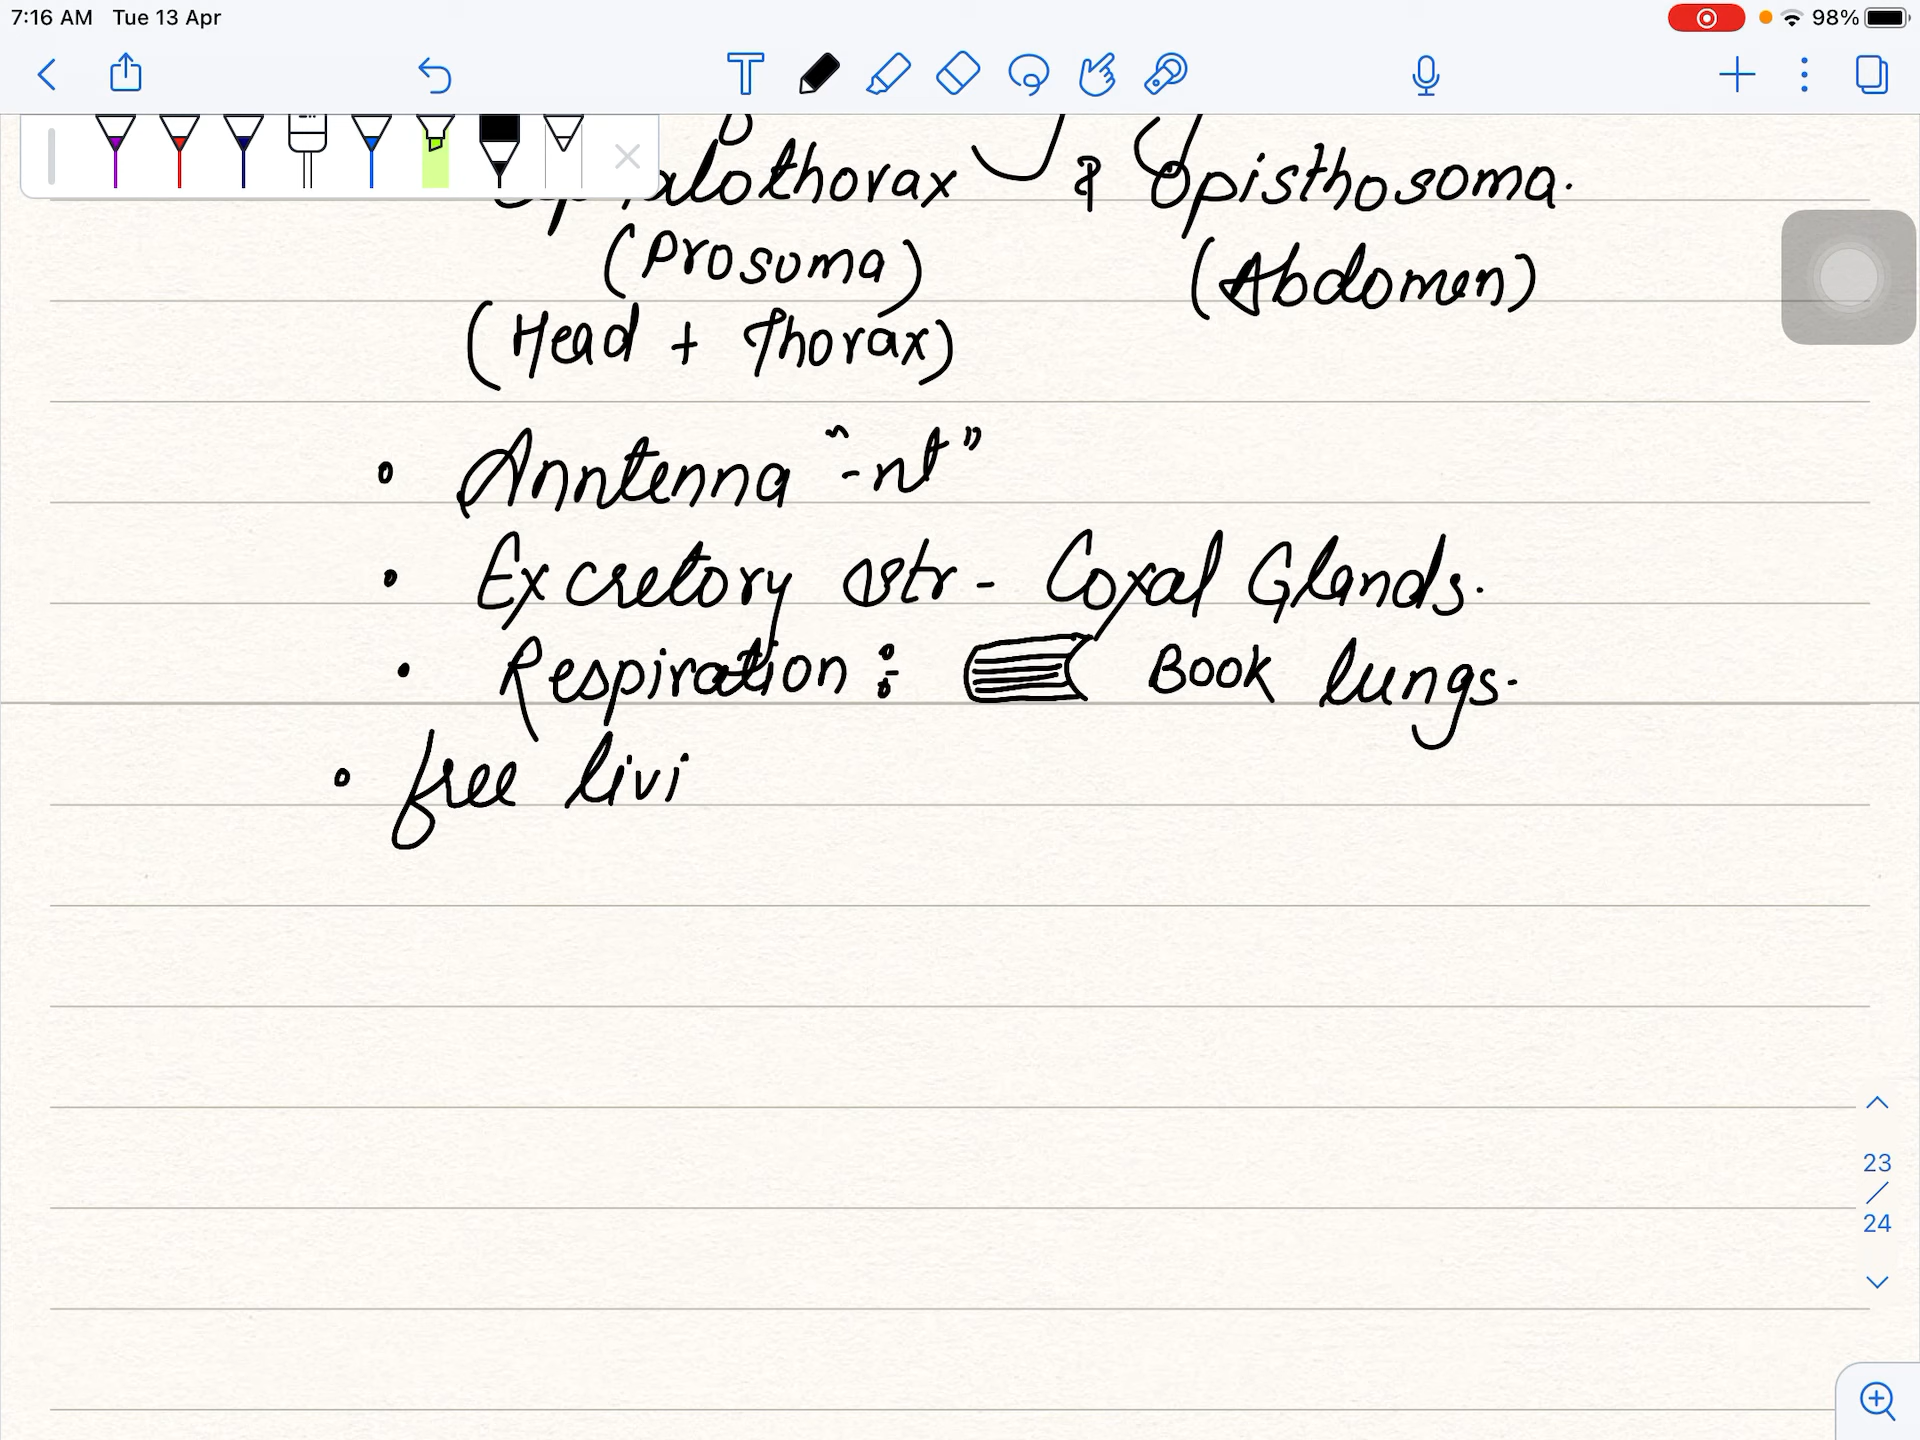 7:16 AM Tue 13 Apr 98%
alothorax & Opisthosoma.
(Prosoma) (Abdomen)
(Head + Thorax)
• Anntenna "-nt"
• Excretory str - Coxal Glands.
• Respiration : Book lungs.
• free livi
23
/
24